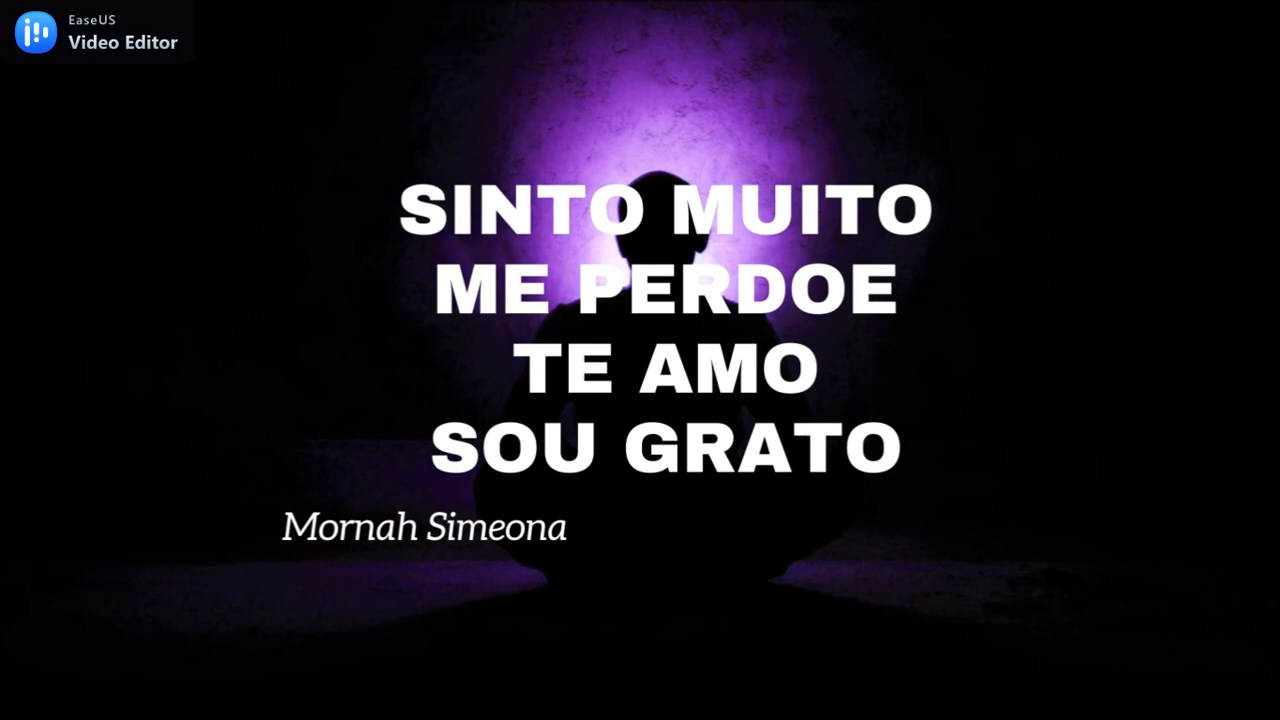 EaseUS
Video Editor
SINTO MUITO
ME PERDOE
TE AMO
SOU GRATO
Mornah Simeona